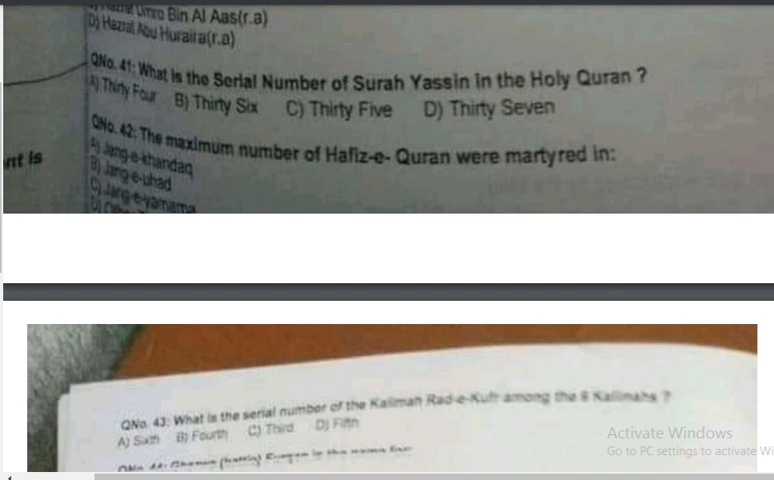 Umro Bin Al Aas(r.a)
D) Hazrat Abu Huraira(r.a)
QNo. 41: What is the Serial Number of Surah Yassin in the Holy Quran ?
A) Thirty Four B) Thirty Six C) Thirty Five D) Thirty Seven
QNo. 42: The maximum number of Hafiz-e- Quran were martyred in:
A) Jang-e-khandaq
B) Jang-e-uhad
C) Jang-e-yamama
D)
nt is
QNo. 43: What is the serial number of the Kalimah Rad-e-Kufr among the 6 Kalimahs ?
A) Sixth B) Fourth C) Third D) Fifth
Activate Windows
Go to PC settings to activate Wi